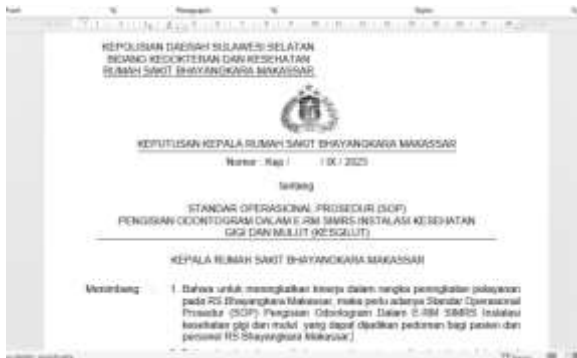 KEPOLISIAN DAERAH SULAWESI SELATAN
BIDANG KEDOKTERAN DAN KESEHATAN
RUMAH SAKIT BHAYANGKARA MAKASSAR
KEPUTUSAN KEPALA RUMAH SAKIT BHAYANGKARA MAKASSAR
Nomor : Kep / / IX / 2025
tentang
STANDAR OPERASIONAL PROSEDUR (SOP)
PENGISIAN ODONTOGRAM DALAM E-RM SIMRS INSTALASI KESEHATAN
GIGI DAN MULUT (KESGILUT)
KEPALA RUMAH SAKIT BHAYANGKARA MAKASSAR
Menimbang : 1. Bahwa untuk meningkatkan kinerja dalam rangka peningkatan pelayanan
pada RS Bhayangkara Makassar, maka perlu adanya Standar Operasional
Prosedur (SOP) Pengisian Odontogram Dalam E-RM SIMRS Instalasi
kesehatan gigi dan mulut yang dapat dijadikan pedoman bagi pasien dan
personel RS Bhayangkara Makassar;